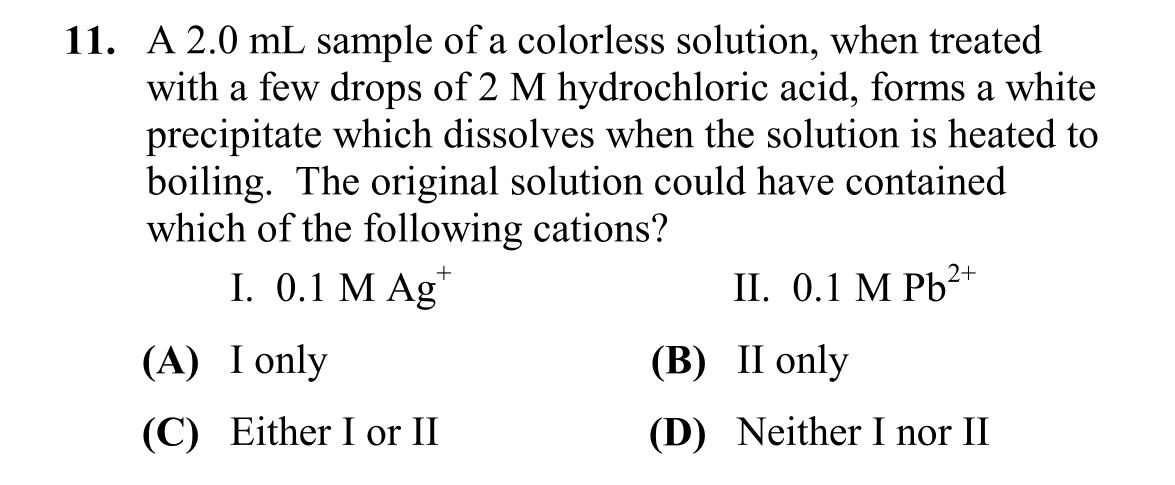 11. A 2.0 mL sample of a colorless solution, when treated
with a few drops of 2 M hydrochloric acid, forms a white
precipitate which dissolves when the solution is heated to
boiling. The original solution could have contained
which of the following cations?
I. 0.1 M Ag⁺ II. 0.1 M Pb²⁺
(A) I only (B) II only
(C) Either I or II (D) Neither I nor II